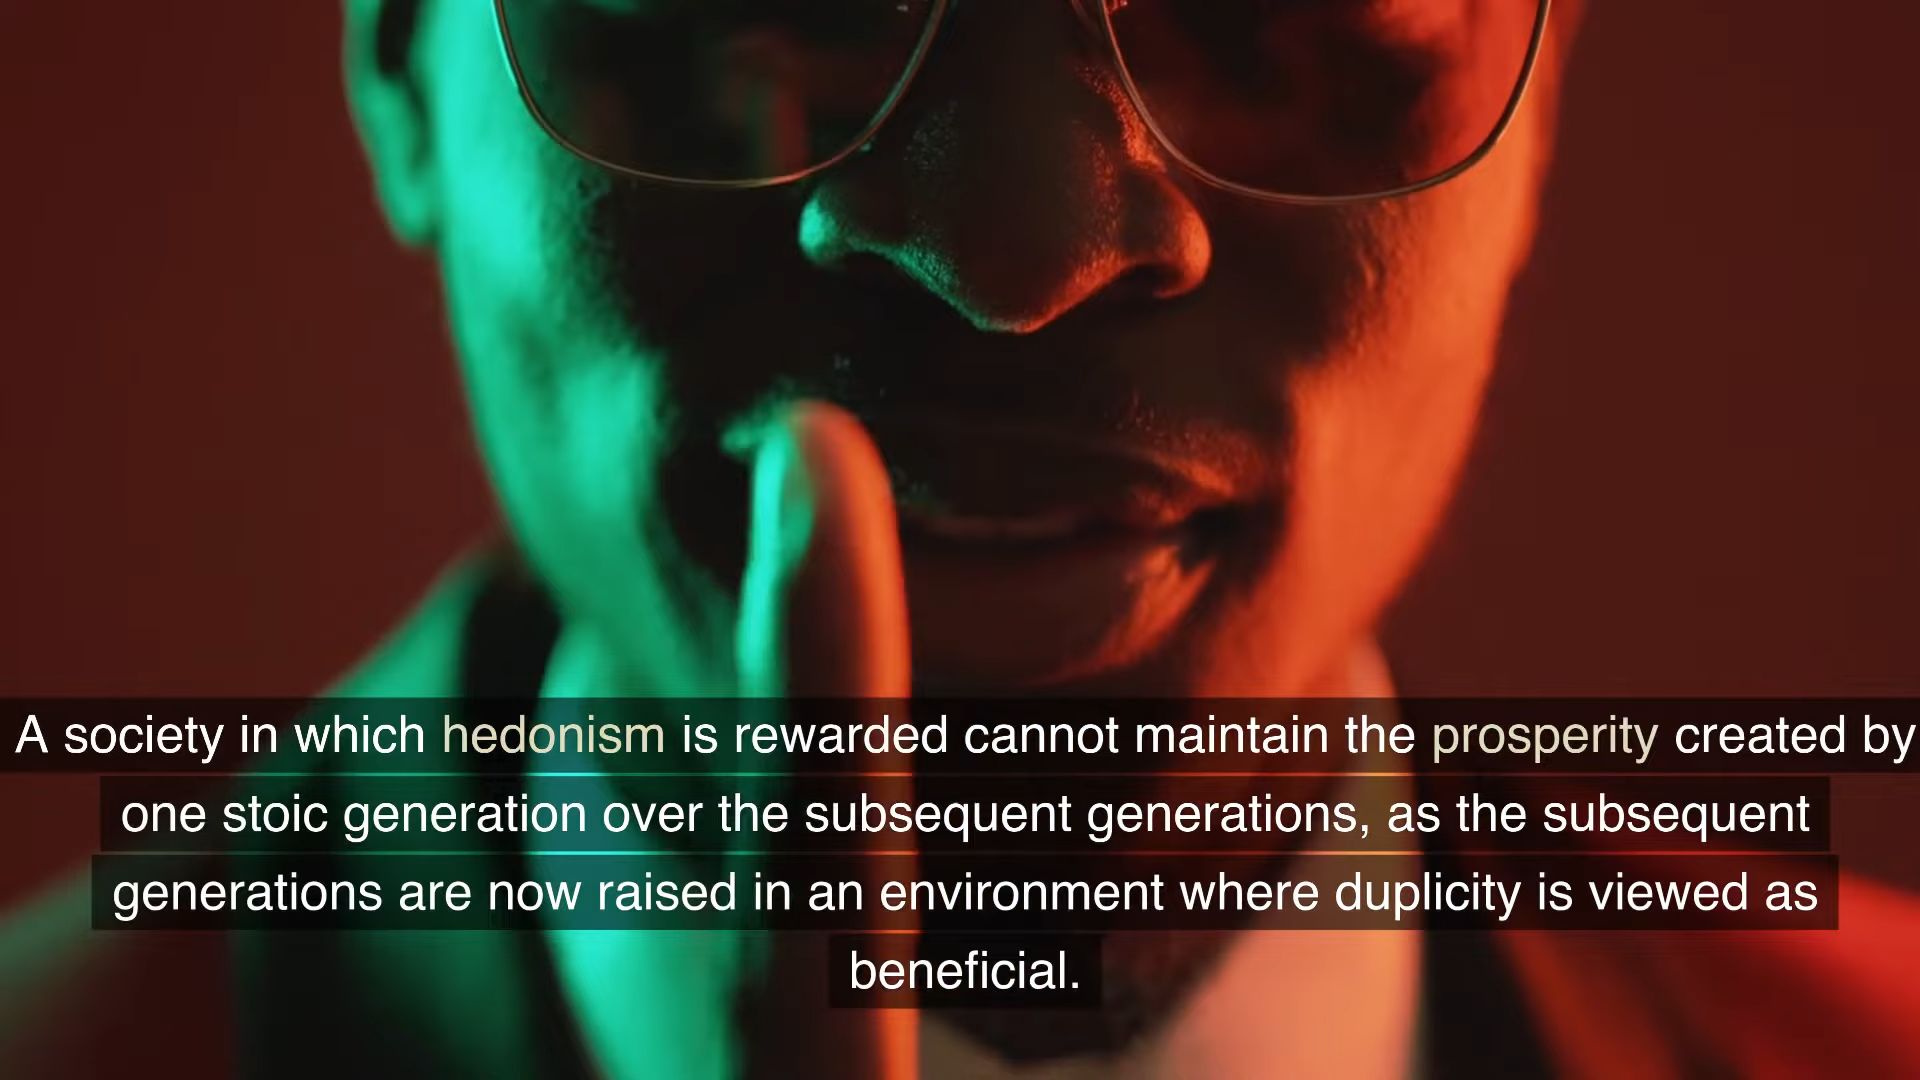 A society in which hedonism is rewarded cannot maintain the prosperity created by
one stoic generation over the subsequent generations, as the subsequent
generations are now raised in an environment where duplicity is viewed as
beneficial.